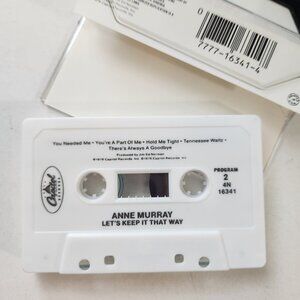 0
7777-16341-4
You Needed Me • You're A Part Of Me • Hold Me Tight • Tennessee Waltz •
There's Always A Goodbye
Produced by Jim Ed Norman
Capitol
PROGRAM
2
4N
16341
ANNE MURRAY
LET'S KEEP IT THAT WAY